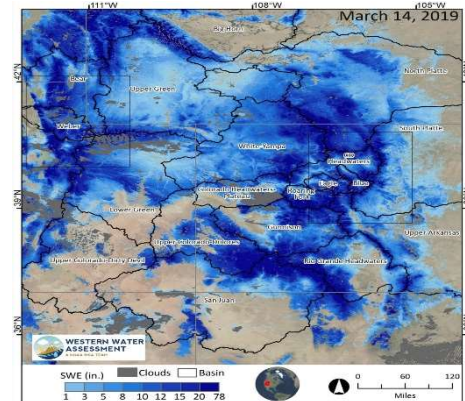 111°W 108°W 105°W
March 14, 2019
Big Horn
42°N
Bear
North Platte
Upper Green
Weber
South Platte
White-Yampa
CO
Headwaters
Eagle
Blue
Roaring
Fork
Colorado Headwaters-
Plateau
39°N
Lower Green
Gunnison
Upper Arkansas
Upper Colorado-Dirty Devil
Upper Colorado-Dolores
Rio Grande Headwaters
San Juan
36°N
WESTERN WATER
ASSESSMENT
SWE (in.) Clouds Basin
1 3 5 8 10 12 15 20 78
0 60 120
Miles